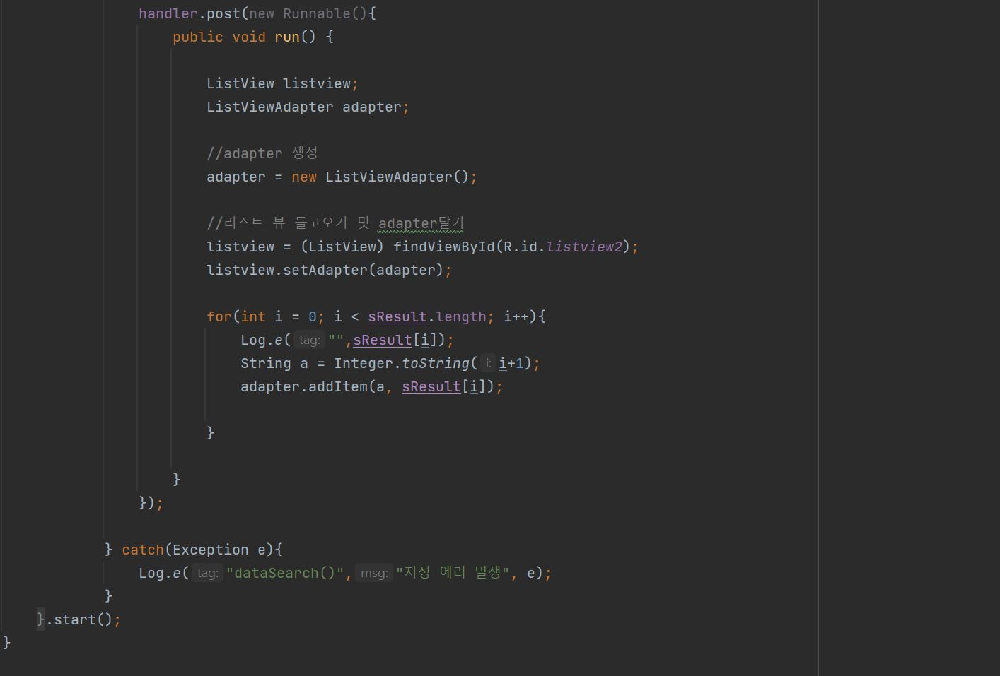 handler.post(new Runnable(){
public void run() {
ListView listview;
ListViewAdapter adapter;
//adapter 생성
adapter = new ListViewAdapter();
//리스트 뷰 들고오기 및 adapter달기
listview = (ListView) findViewById(R.id.listview2);
listview.setAdapter(adapter);
for(int i = 0; i < sResult.length; i++){
Log.e( tag: "",sResult[i]);
String a = Integer.toString( i: i+1);
adapter.addItem(a, sResult[i]);
}
}
});
} catch(Exception e){
Log.e( tag: "dataSearch()", msg: "지정 에러 발생", e);
}
}.start();
}